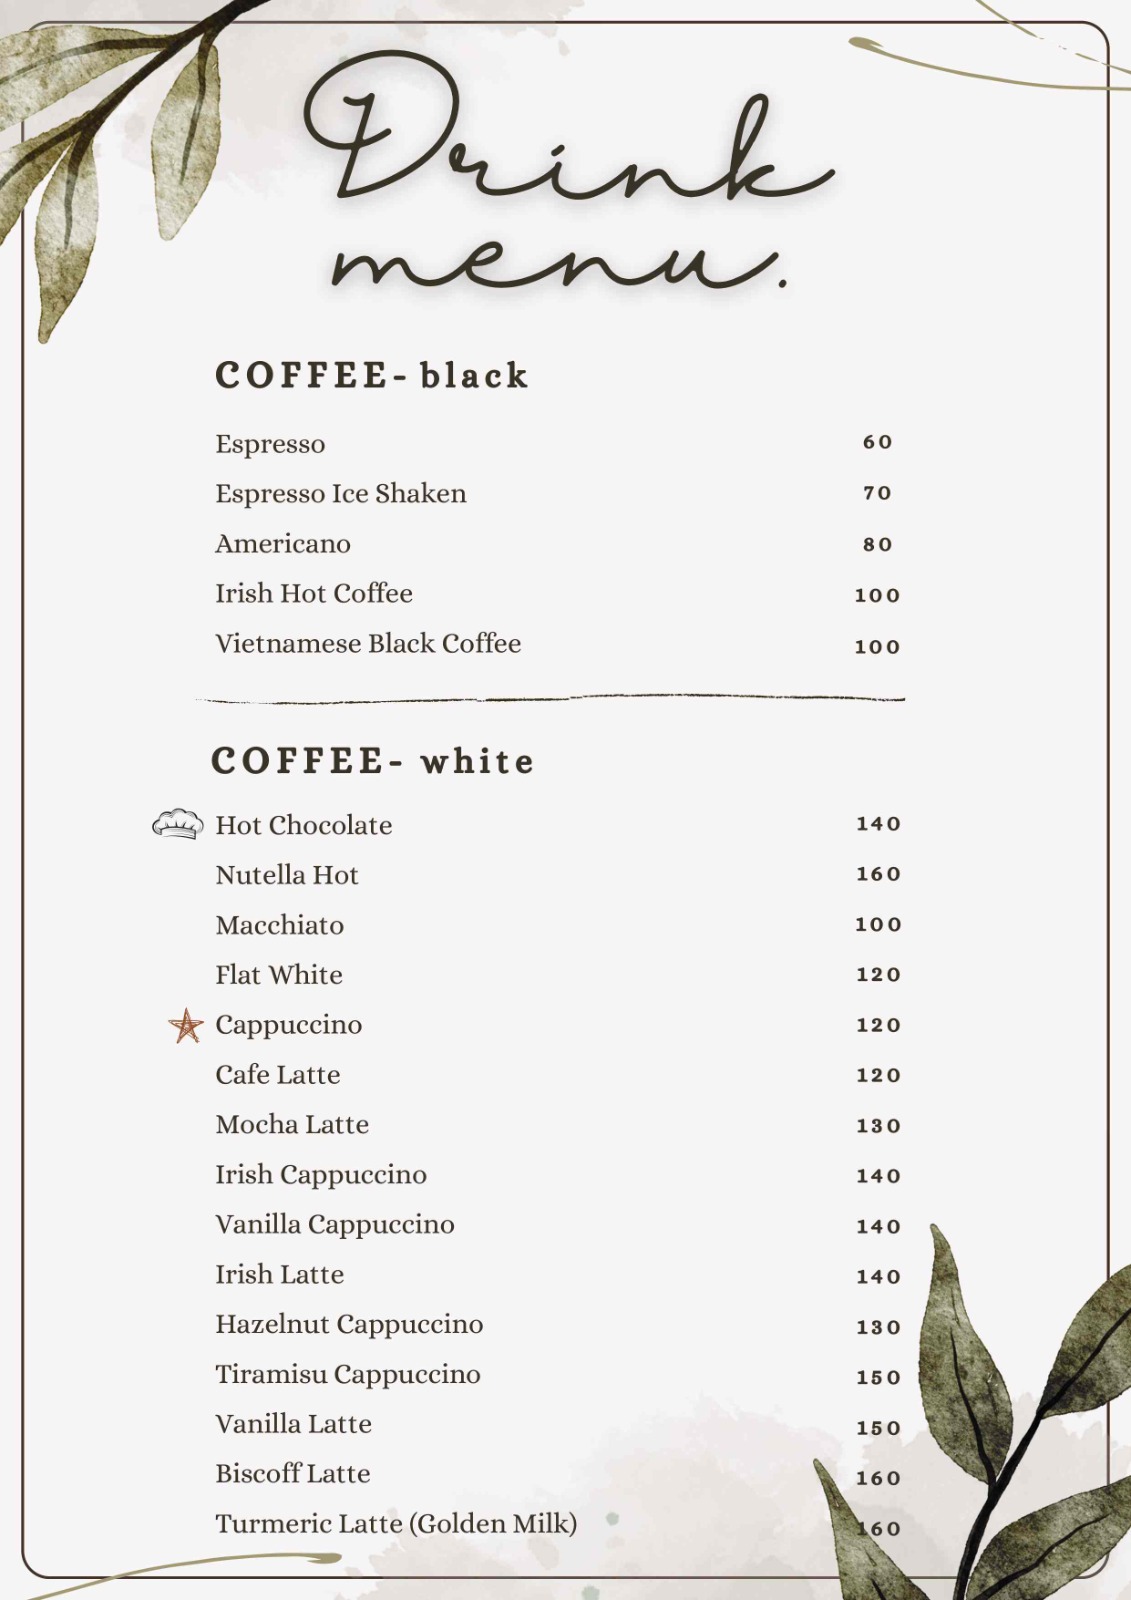 Drink
menu.
COFFEE- black
Espresso 60
Espresso Ice Shaken 70
Americano 80
Irish Hot Coffee 100
Vietnamese Black Coffee 100
COFFEE- white
Hot Chocolate 140
Nutella Hot 160
Macchiato 100
Flat White 120
Cappuccino 120
Cafe Latte 120
Mocha Latte 130
Irish Cappuccino 140
Vanilla Cappuccino 140
Irish Latte 140
Hazelnut Cappuccino 130
Tiramisu Cappuccino 150
Vanilla Latte 150
Biscoff Latte 160
Turmeric Latte (Golden Milk) 160